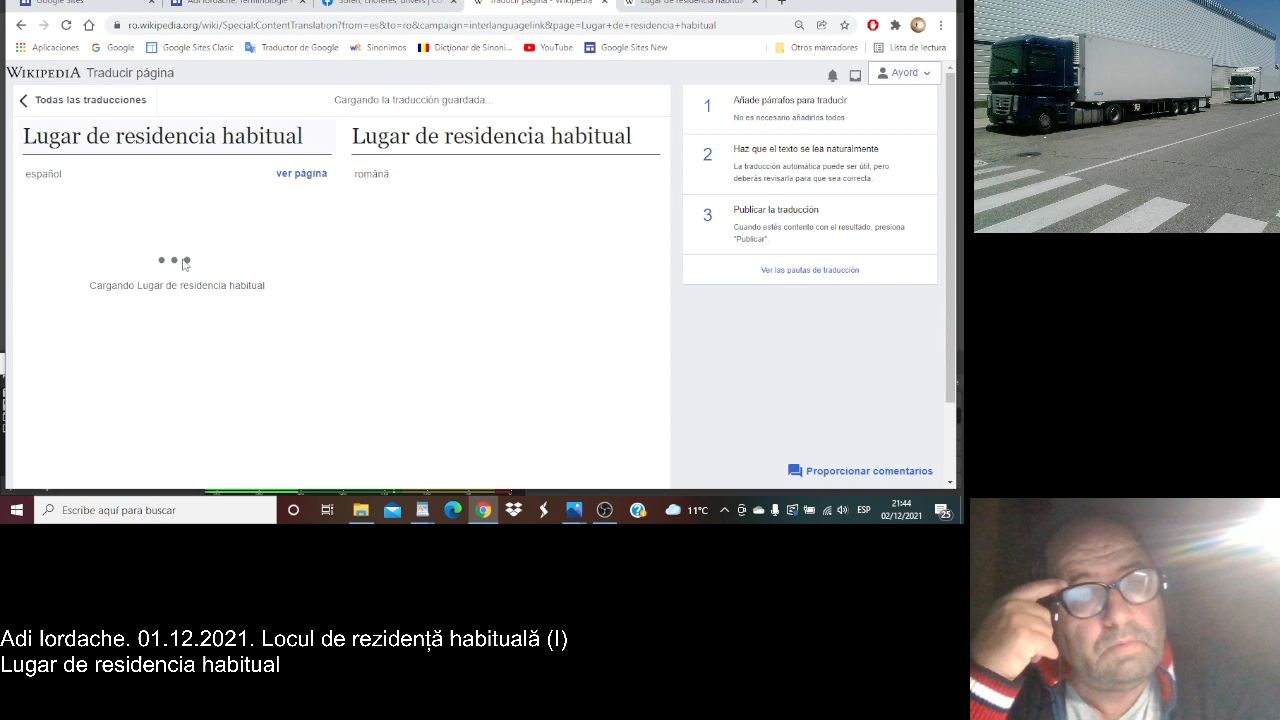 Google Sites
Traducir página - Wikipedia
ro.wikipedia.org/wiki/Special:ContentTranslation?from=es&to=ro&campaign=interlanguagelink&page=Lugar+de+residencia+habitual
Aplicaciones
Google
Google Sites Clasic
Traductor de Google
Sinonimos
Dicționar de Sinoni...
YouTube
Google Sites New
Otros marcadores
Lista de lectura
WIKIPEDIA Traducir página
Ayord
Todas las traducciones
Cargando la traducción guardada...
Lugar de residencia habitual
Lugar de residencia habitual
español
ver página
română
Cargando Lugar de residencia habitual
1 Añade párrafos para traducir
No es necesario añadirlos todos
2 Haz que el texto se lea naturalmente
La traducción automática puede ser útil, pero
deberás revisarla para que sea correcta.
3 Publicar la traducción
Cuando estés contento con el resultado, presiona
"Publicar".
Ver las pautas de traducción
Proporcionar comentarios
Escribe aquí para buscar
11°C
ESP
21:44
02/12/2021
25
Adi Iordache. 01.12.2021. Locul de rezidență habituală (I)
Lugar de residencia habitual